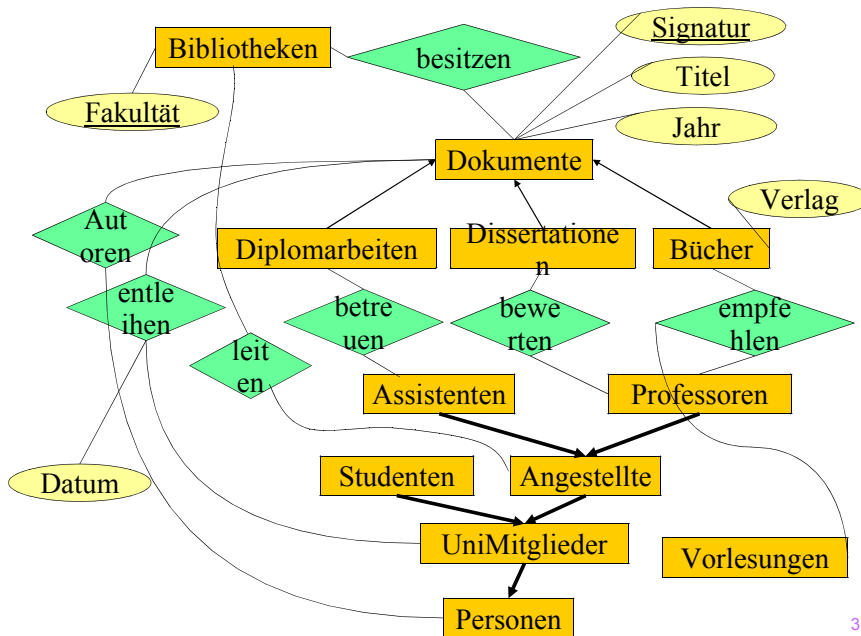 Signatur
Bibliotheken
besitzen
Titel
Fakultät
Jahr
Dokumente
Verlag
Aut
oren
Diplomarbeiten
Dissertatione
n
Bücher
entle
ihen
betre
uen
bewe
rten
empfe
hlen
leit
en
Assistenten
Professoren
Datum
Studenten
Angestellte
UniMitglieder
Vorlesungen
Personen
3